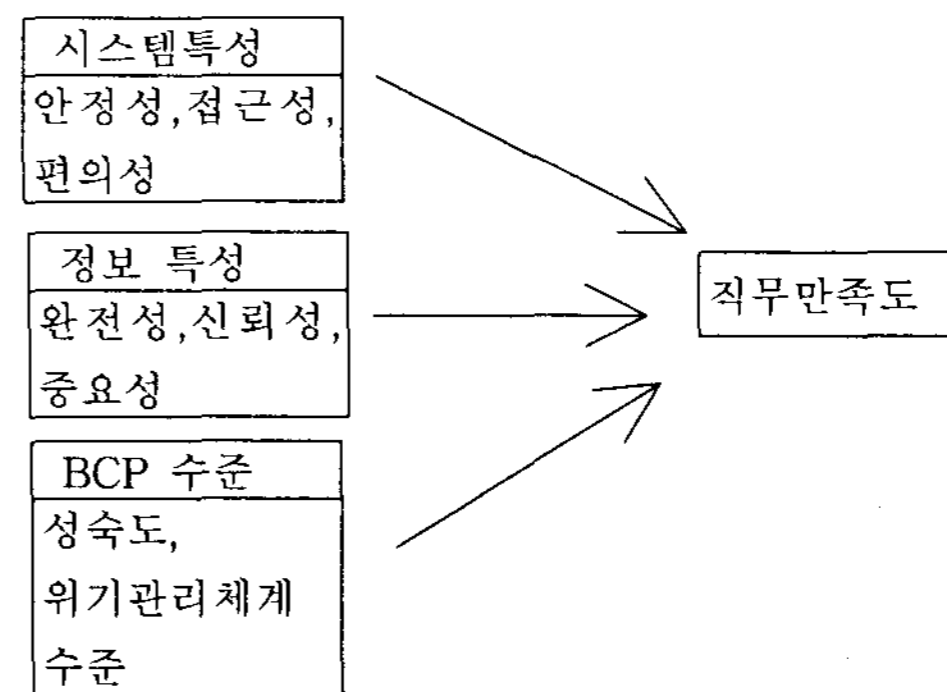 시스템특성
안정성,접근성,
편의성
정보 특성
완전성,신뢰성,
중요성
BCP 수준
성숙도,
위기관리체계
수준
직무만족도